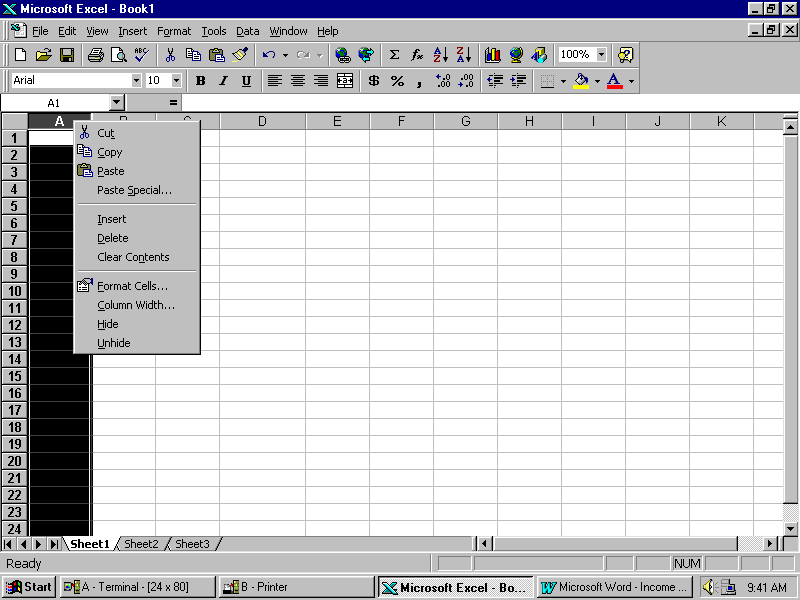 Microsoft Excel - Book1
File Edit View Insert Format Tools Data Window Help
100%
Arial 10 B I U $ % ,
A1 =
A B C D E F G H I J K
1
2
3
4
5
6
7
8
9
10
11
12
13
14
15
16
17
18
19
20
21
22
23
24
Cut
Copy
Paste
Paste Special...
Insert
Delete
Clear Contents
Format Cells...
Column Width...
Hide
Unhide
Sheet1 Sheet2 Sheet3
Ready NUM
Start A - Terminal - [24 x 80] B - Printer Microsoft Excel - Bo... Microsoft Word - Income ... 9:41 AM